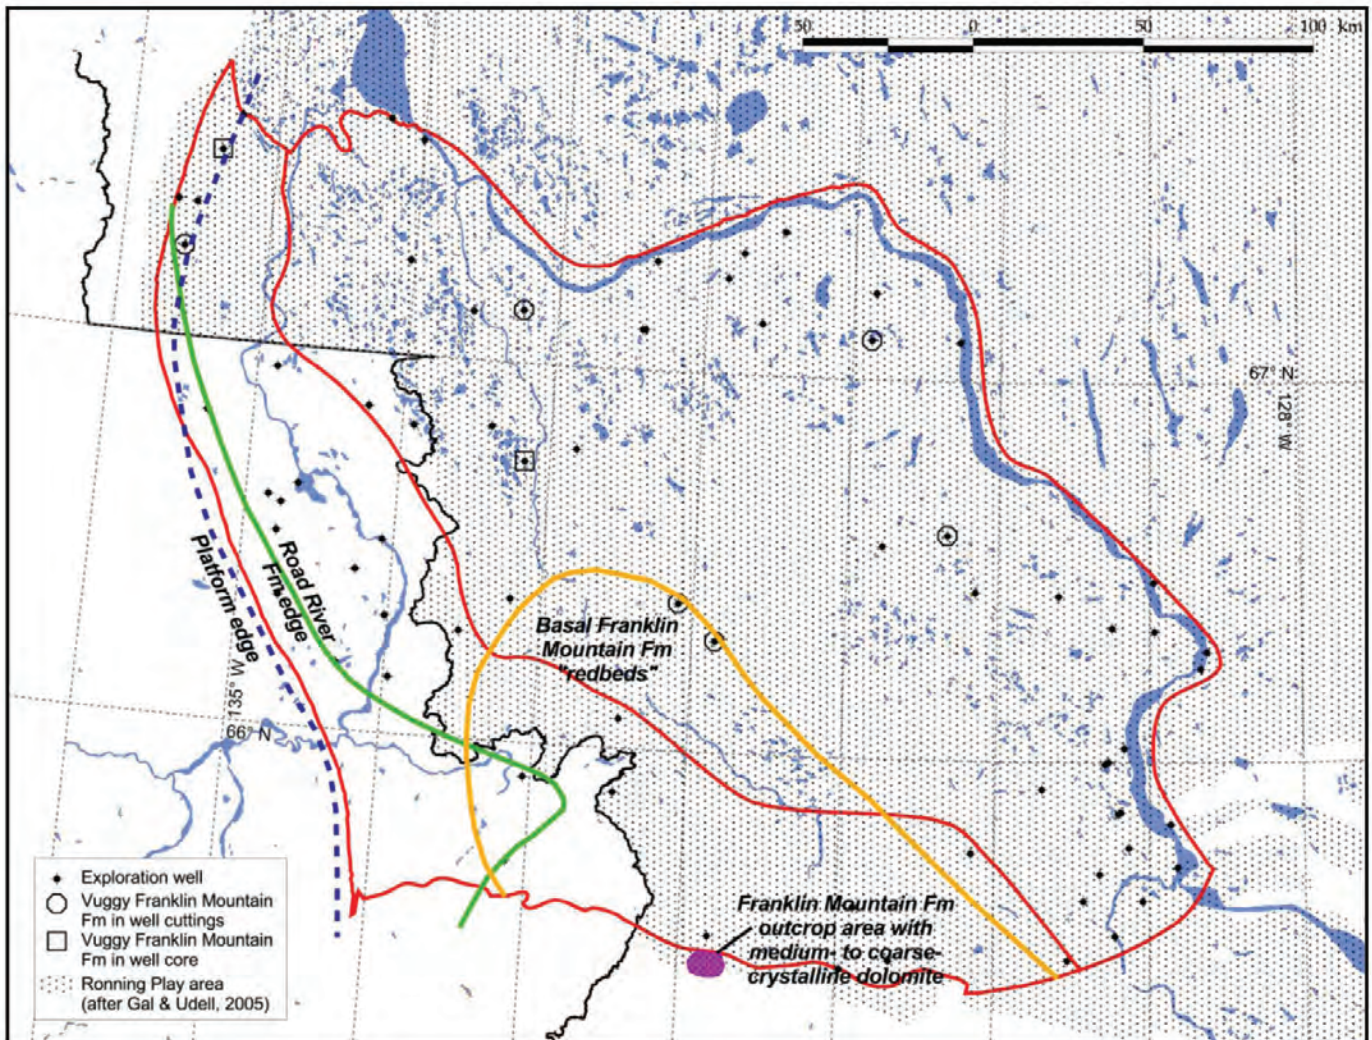 50 0 50 100 km
67° N
128° W
Platform edge
Road River
Fm edge
Basal Franklin
Mountain Fm
"redbeds"
135° W
66° N
Franklin Mountain Fm
outcrop area with
medium- to coarse-
crystalline dolomite
Exploration well
Vuggy Franklin Mountain
Fm in well cuttings
Vuggy Franklin Mountain
Fm in well core
Ronning Play area
(after Gal & Udell, 2005)